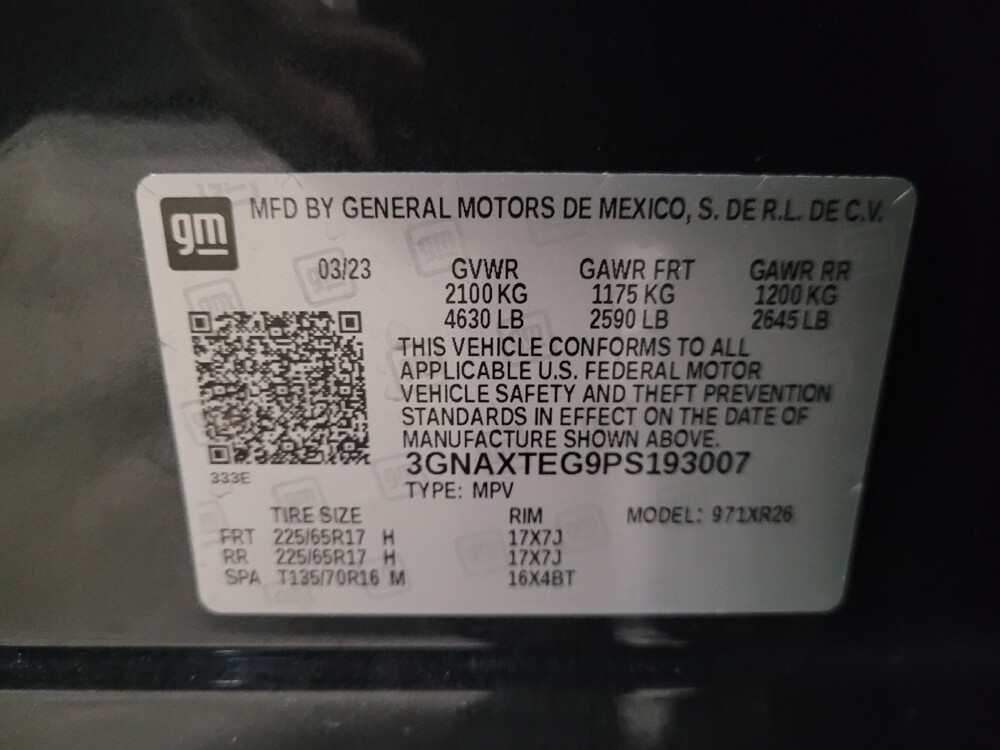 gm
MFD BY GENERAL MOTORS DE MEXICO, S. DE R.L. DE C.V.
03/23 GVWR GAWR FRT GAWR RR
2100 KG 1175 KG 1200 KG
4630 LB 2590 LB 2645 LB
THIS VEHICLE CONFORMS TO ALL
APPLICABLE U.S. FEDERAL MOTOR
VEHICLE SAFETY AND THEFT PREVENTION
STANDARDS IN EFFECT ON THE DATE OF
MANUFACTURE SHOWN ABOVE.
3GNAXTEG9PS193007
333E
TYPE: MPV
TIRE SIZE RIM MODEL: 971XR26
FRT 225/65R17 H 17X7J
RR 225/65R17 H 17X7J
SPA T135/70R16 M 16X4BT